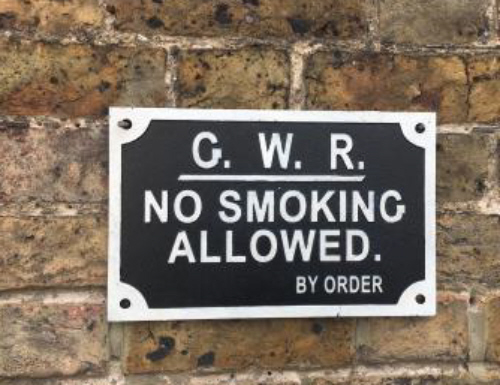 G. W. R.
NO SMOKING
ALLOWED.
BY ORDER